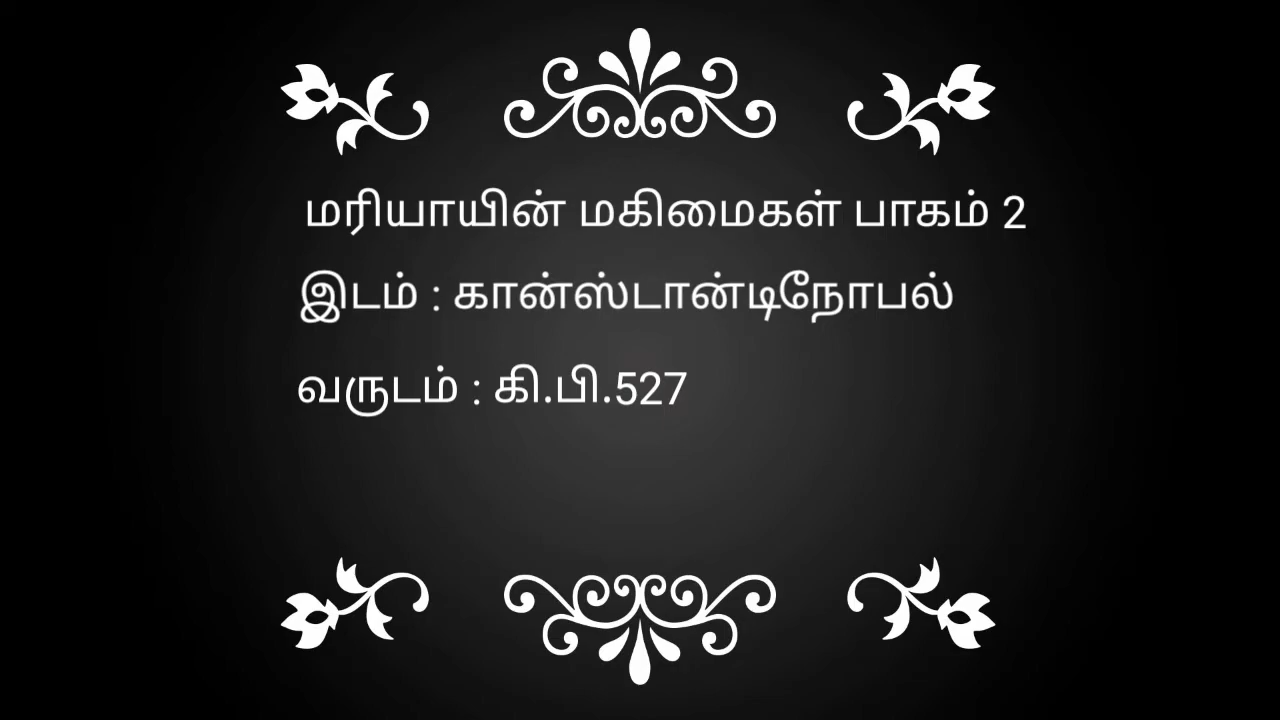 மரியாயின் மகிமைகள் பாகம் 2
இடம் : கான்ஸ்டான்டிநோபல்
வருடம் : கி.பி.527